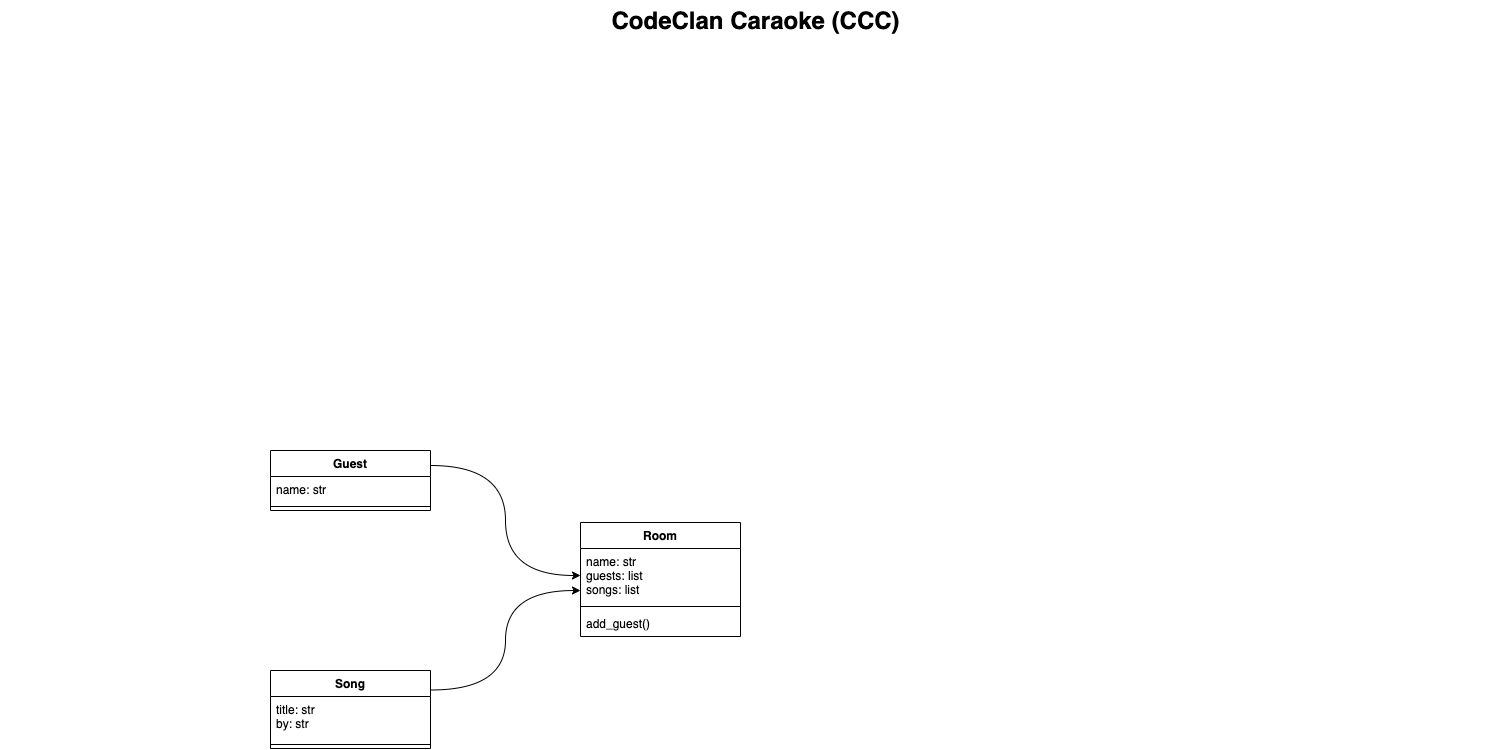 CodeClan Caraoke (CCC)
Guest
name: str
Room
name: str
guests: list
songs: list
add_guest()
Song
title: str
by: str